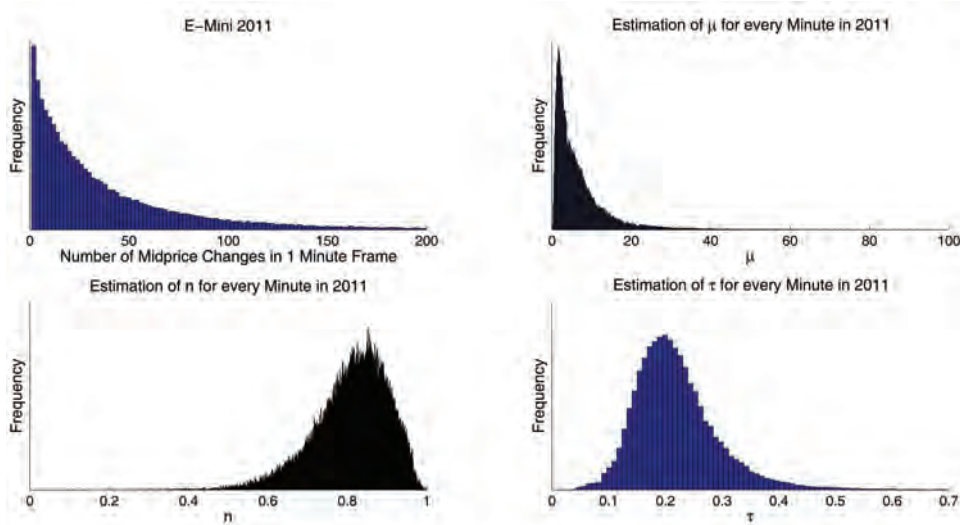 E-Mini 2011
Frequency
0 50 100 150 200
Number of Midprice Changes in 1 Minute Frame
Estimation of μ for every Minute in 2011
Frequency
0 20 40 60 80 100
μ
Estimation of n for every Minute in 2011
Frequency
0 0.2 0.4 0.6 0.8 1
n
Estimation of τ for every Minute in 2011
Frequency
0 0.1 0.2 0.3 0.4 0.5 0.6 0.7
τ